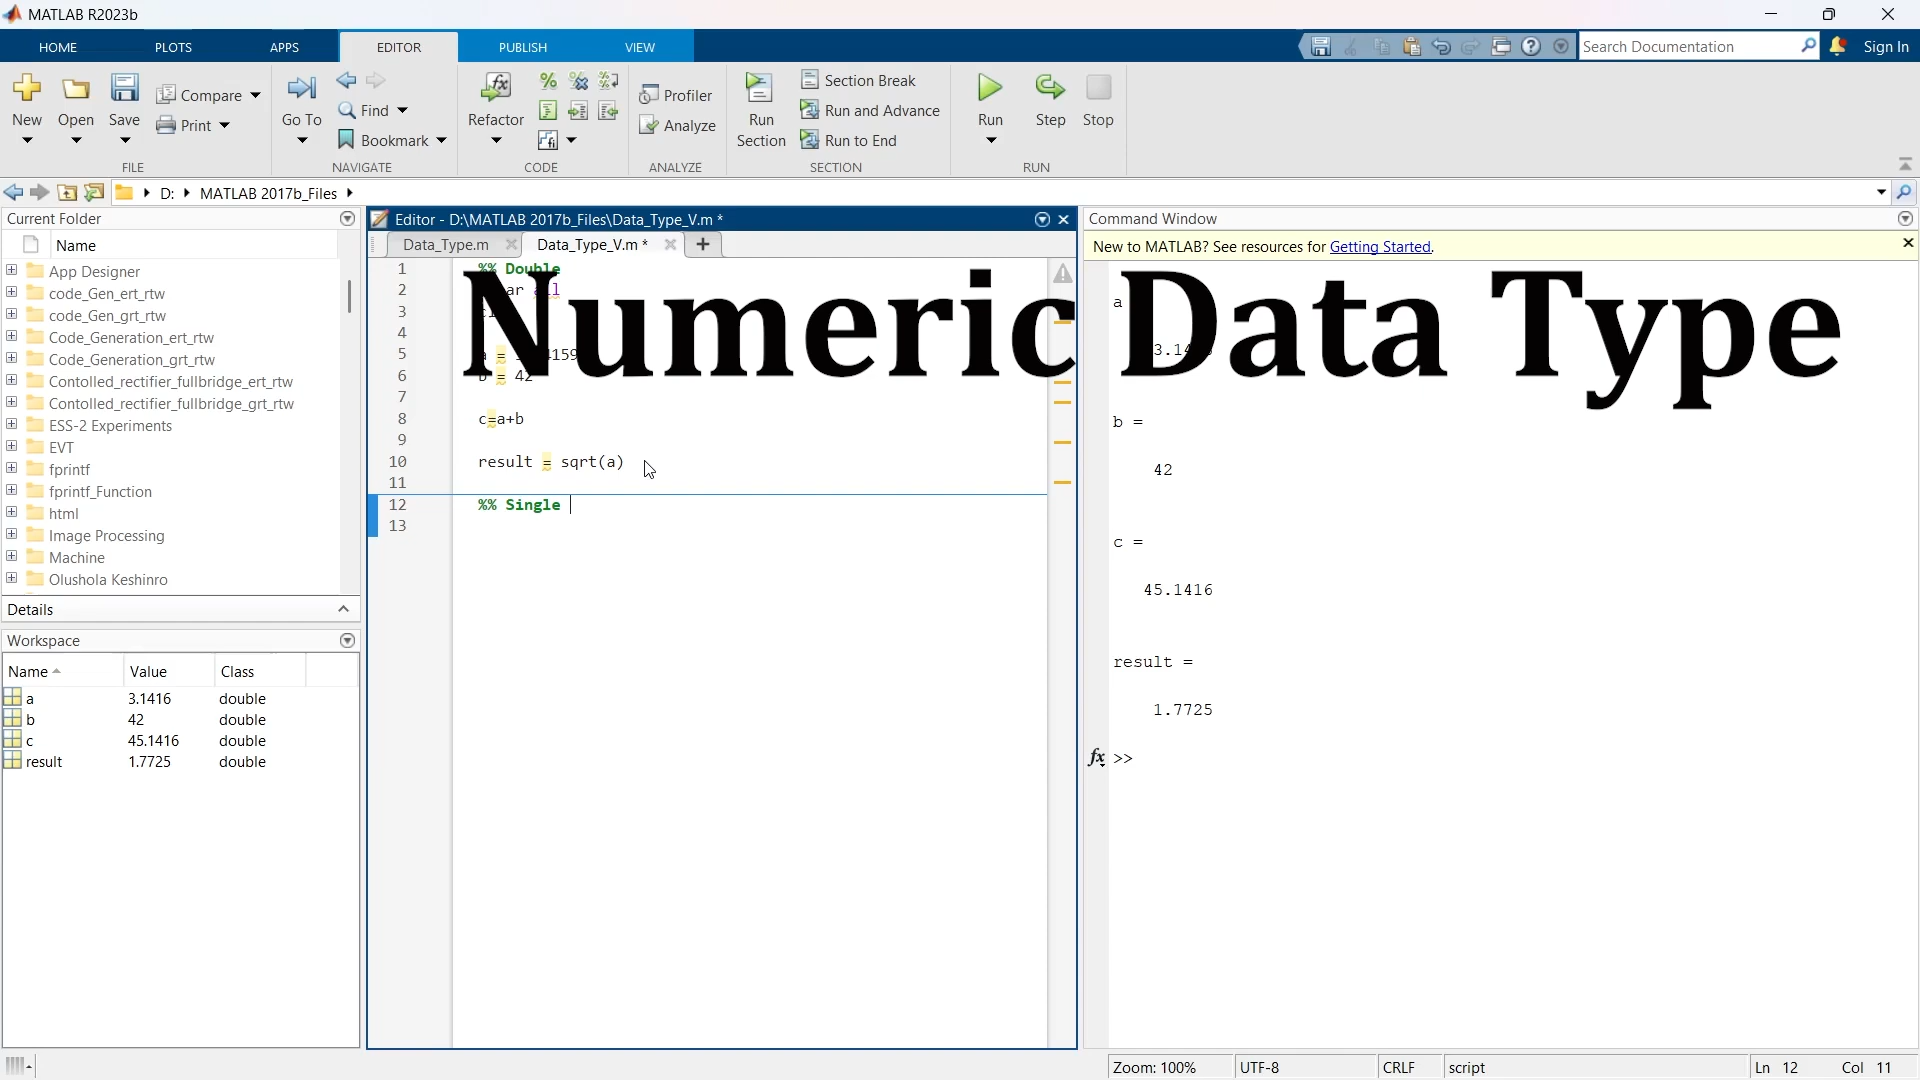 MATLAB R2023b
HOME PLOTS APPS EDITOR PUBLISH VIEW
Search Documentation
Sign In
New Open Save Compare Print
Go To Find Bookmark
Refactor
Profiler
Analyze
Run Section
Section Break
Run and Advance
Run to End
Run Step Stop
FILE NAVIGATE CODE ANALYZE SECTION RUN
D: MATLAB 2017b_Files
Current Folder
Name
App Designer
code_Gen_ert_rtw
code_Gen_grt_rtw
Code_Generation_ert_rtw
Code_Generation_grt_rtw
Contolled_rectifier_fullbridge_ert_rtw
Contolled_rectifier_fullbridge_grt_rtw
ESS-2 Experiments
EVT
fprintf
fprintf_Function
html
Image Processing
Machine
Olushola Keshinro
Details
Workspace
Name Value Class
a 3.1416 double
b 42 double
c 45.1416 double
result 1.7725 double
Editor - D:\MATLAB 2017b_Files\Data_Type_V.m *
Data_Type.m Data_Type_V.m * +
Numeric Data Type
1 %% Double
2
3
4
5
6 b = 42
7
8 c=a+b
9
10 result = sqrt(a)
11
12 %% Single
13
Command Window
New to MATLAB? See resources for Getting Started.
a
b =
42
c =
45.1416
result =
1.7725
fx >>
Zoom: 100% UTF-8 CRLF script Ln 12 Col 11